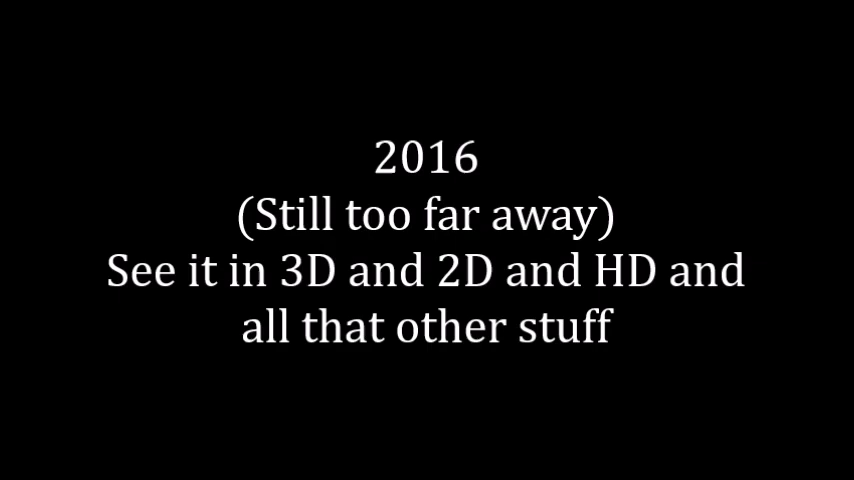 2016
(Still too far away)
See it in 3D and 2D and HD and
all that other stuff